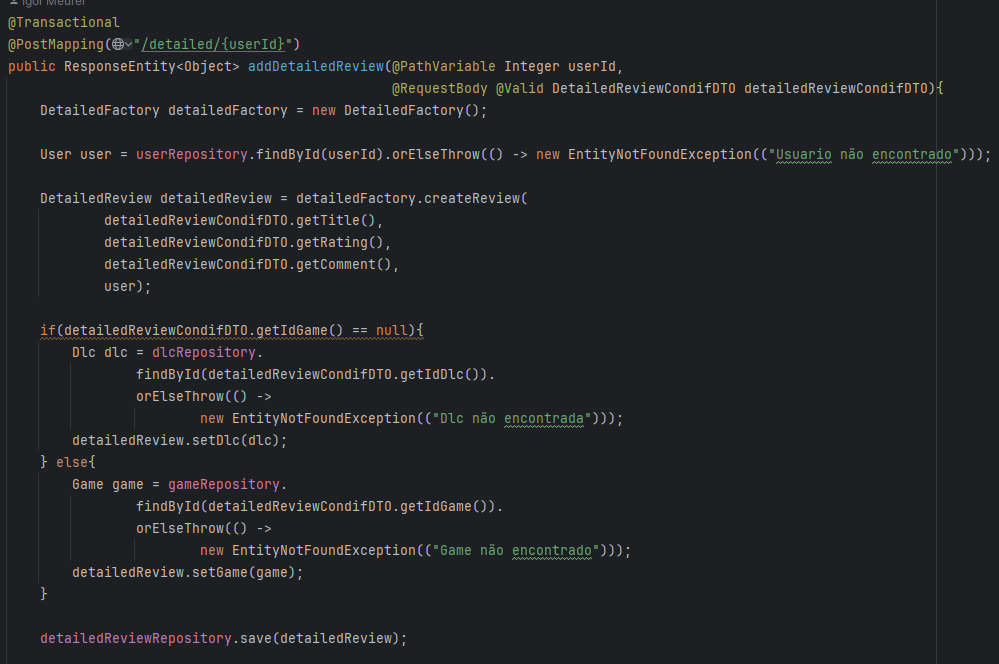 Igor Meurer
@Transactional
@PostMapping("/detailed/{userId}")
public ResponseEntity<Object> addDetailedReview(@PathVariable Integer userId,
@RequestBody @Valid DetailedReviewCondifDTO detailedReviewCondifDTO){
DetailedFactory detailedFactory = new DetailedFactory();
User user = userRepository.findById(userId).orElseThrow(() -> new EntityNotFoundException(("Usuario não encontrado")));
DetailedReview detailedReview = detailedFactory.createReview(
detailedReviewCondifDTO.getTitle(),
detailedReviewCondifDTO.getRating(),
detailedReviewCondifDTO.getComment(),
user);
if(detailedReviewCondifDTO.getIdGame() == null){
Dlc dlc = dlcRepository.
findById(detailedReviewCondifDTO.getIdDlc()).
orElseThrow(() ->
new EntityNotFoundException(("Dlc não encontrada")));
detailedReview.setDlc(dlc);
} else{
Game game = gameRepository.
findById(detailedReviewCondifDTO.getIdGame()).
orElseThrow(() ->
new EntityNotFoundException(("Game não encontrado")));
detailedReview.setGame(game);
}
detailedReviewRepository.save(detailedReview);